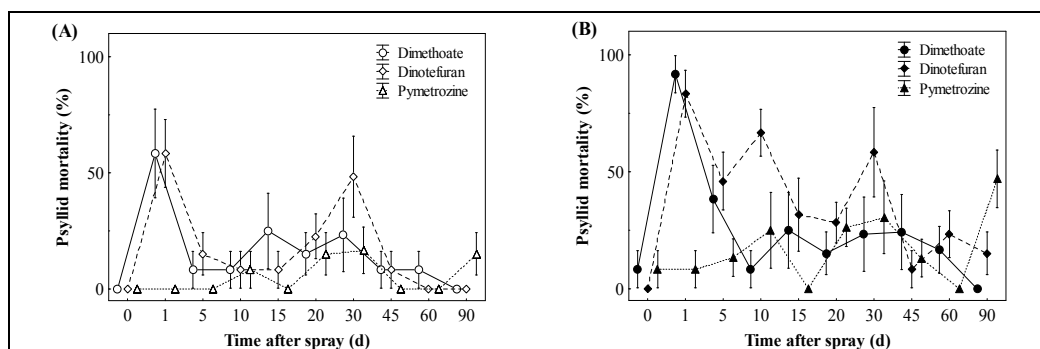 (A)
Dimethoate
Dinotefuran
Pymetrozine
Psyllid mortality (%)
100
50
0
0 1 5 10 15 20 30 45 60 90
Time after spray (d)
(B)
Dimethoate
Dinotefuran
Pymetrozine
Psyllid mortality (%)
100
50
0
0 1 5 10 15 20 30 45 60 90
Time after spray (d)